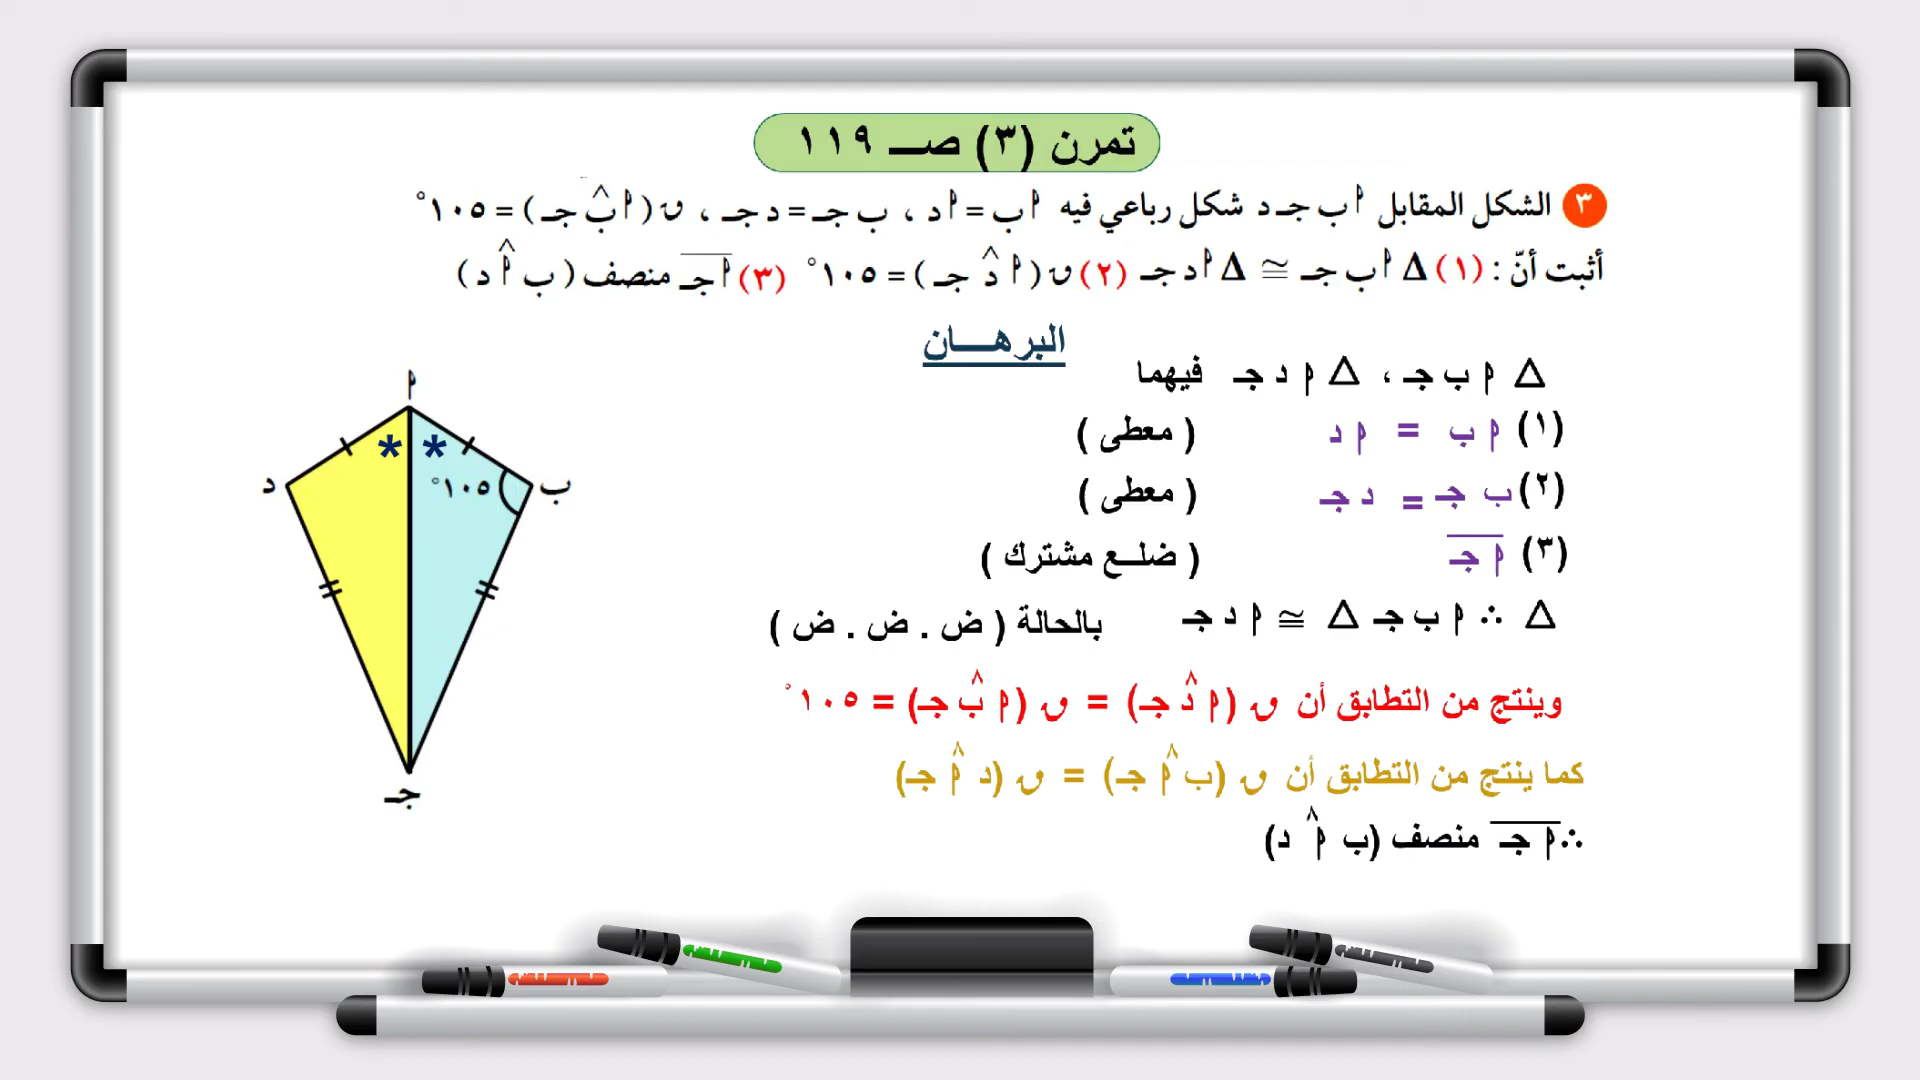 تمرن (٣) صـــ ١١٩
٣ الشكل المقابل أ ب جـ د شكل رباعي فيه أ ب = أ د ، ب جـ = د جـ ، ق ( أ ب̂ جـ ) = ١٠٥°
أثبت أنّ : (١) Δ أ ب جـ ≅ Δ أ د جـ (٢) ق ( أ د̂ جـ ) = ١٠٥° (٣) أ جـ منصف ( ب أ̂ د )
البرهـــــان
△ أ ب جـ ، △ أ د جـ فيهما
(١) أ ب = أ د ( معطى )
(٢) ب جـ = د جـ ( معطى )
(٣) أ جـ ( ضلــع مشترك )
△ ∴ أ ب جـ △ ≅ أ د جـ بالحالة ( ض . ض . ض )
وينتج من التطابق أن ق (أ د̂ جـ) = ق (أ ب̂ جـ) = ١٠٥°
كما ينتج من التطابق أن ق (ب أ̂ جـ) = ق (د أ̂ جـ)
∴ أ جـ منصف (ب أ̂ د)
أ
* *
د
١٠٥°
ب
جـ